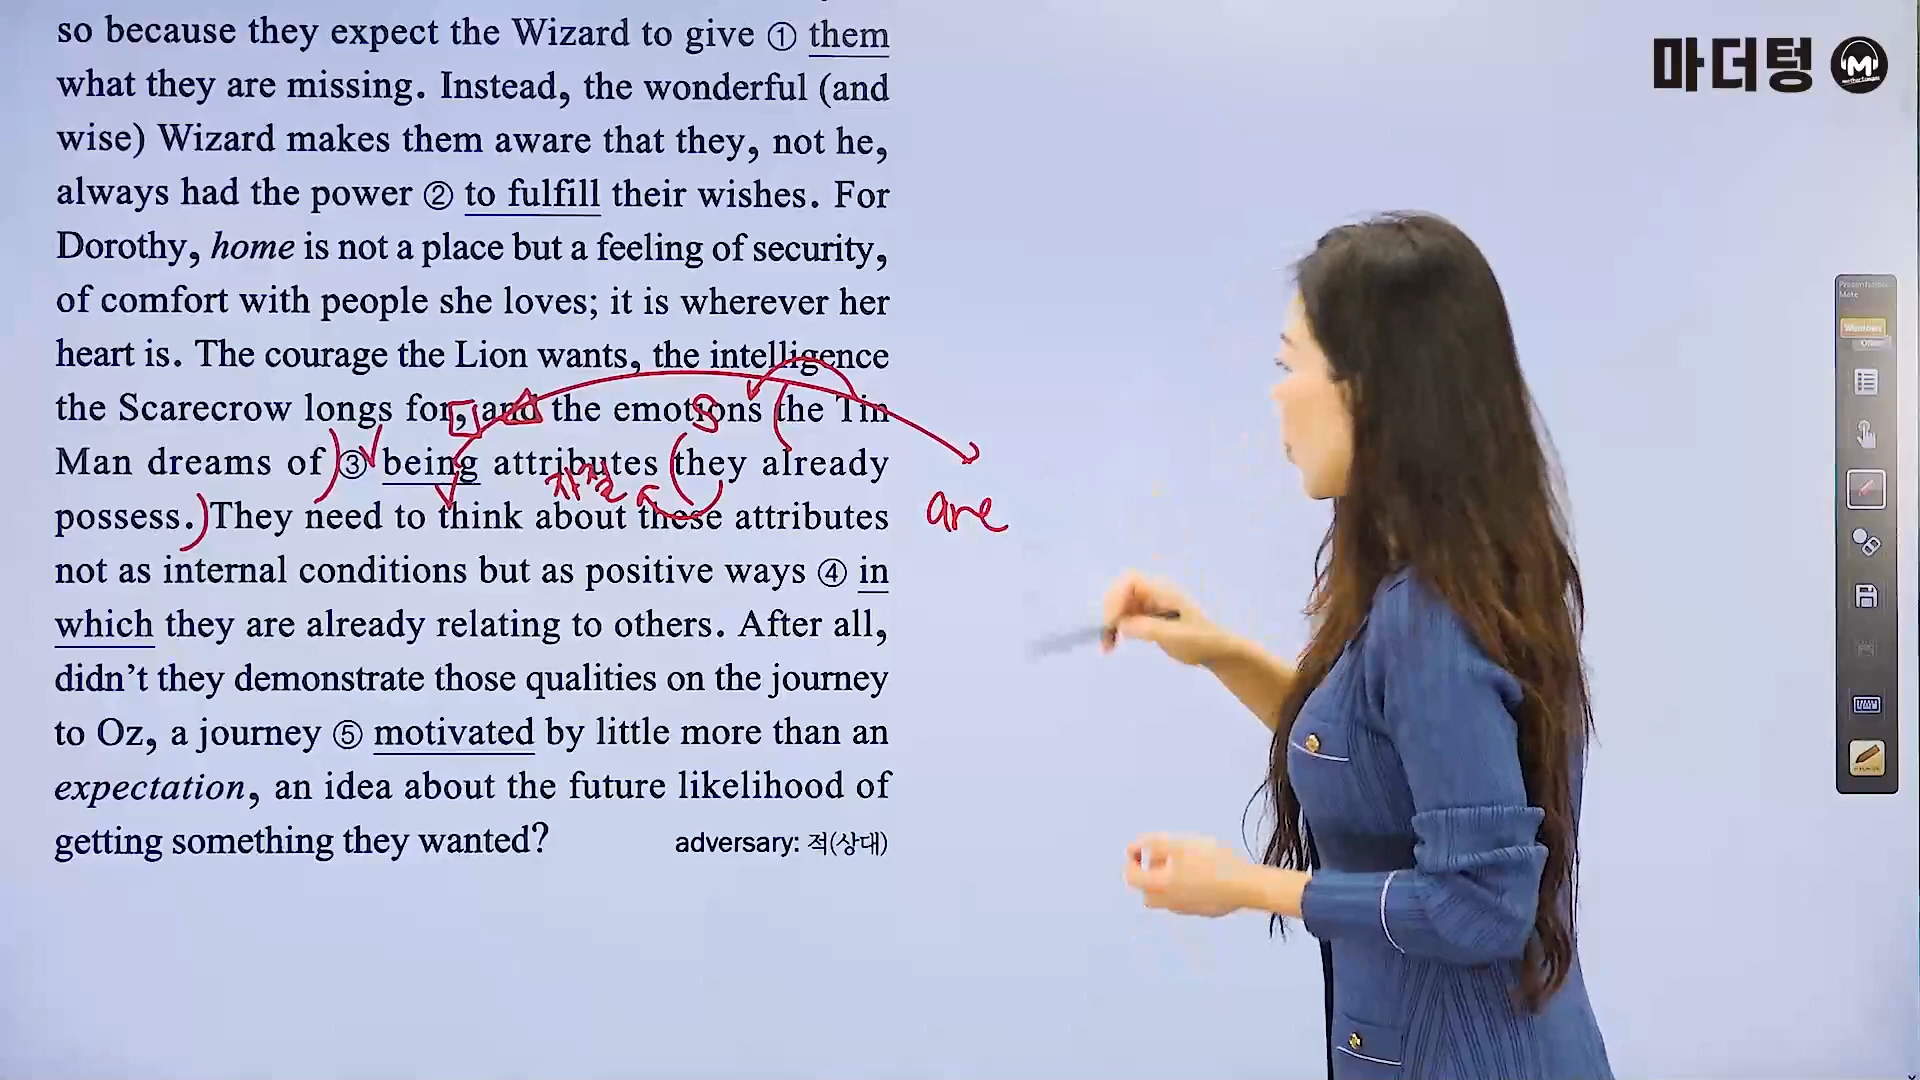 마더텅
M
so because they expect the Wizard to give ① them
what they are missing. Instead, the wonderful (and
wise) Wizard makes them aware that they, not he,
always had the power ② to fulfill their wishes. For
Dorothy, home is not a place but a feeling of security,
of comfort with people she loves; it is wherever her
heart is. The courage the Lion wants, the intelligence
the Scarecrow longs for, and the emotions the Tin
S
Man dreams of ③ being attributes they already
자질
possess. They need to think about these attributes
are
not as internal conditions but as positive ways ④ in
which they are already relating to others. After all,
didn't they demonstrate those qualities on the journey
to Oz, a journey ⑤ motivated by little more than an
expectation, an idea about the future likelihood of
getting something they wanted?
adversary: 적(상대)